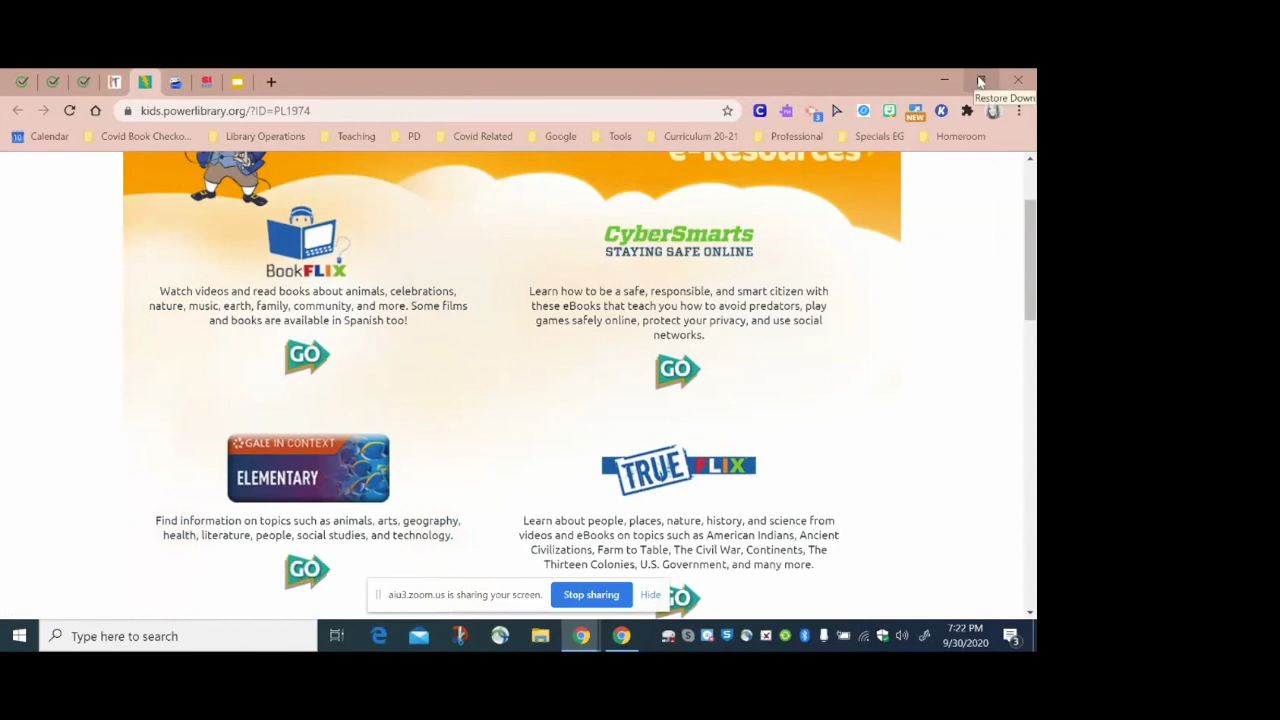 Restore Down
kids.powerlibrary.org/?ID=PL1974
3
NEW
K
10 Calendar Covid Book Checko... Library Operations Teaching PD Covid Related Google Tools Curriculum 20-21 Professional Specials EG Homeroom
e-Resources
BookFLIX
Watch videos and read books about animals, celebrations,
nature, music, earth, family, community, and more. Some films
and books are available in Spanish too!
GO
CyberSmarts
STAYING SAFE ONLINE
Learn how to be a safe, responsible, and smart citizen with
these eBooks that teach you how to avoid predators, play
games safely online, protect your privacy, and use social
networks.
GO
GALE IN CONTEXT
ELEMENTARY
Find information on topics such as animals, arts, geography,
health, literature, people, social studies, and technology.
GO
TRUE FLIX
Learn about people, places, nature, history, and science from
videos and eBooks on topics such as American Indians, Ancient
Civilizations, Farm to Table, The Civil War, Continents, The
Thirteen Colonies, U.S. Government, and many more.
GO
aiu3.zoom.us is sharing your screen. Stop sharing Hide
Type here to search
7:22 PM
9/30/2020
3